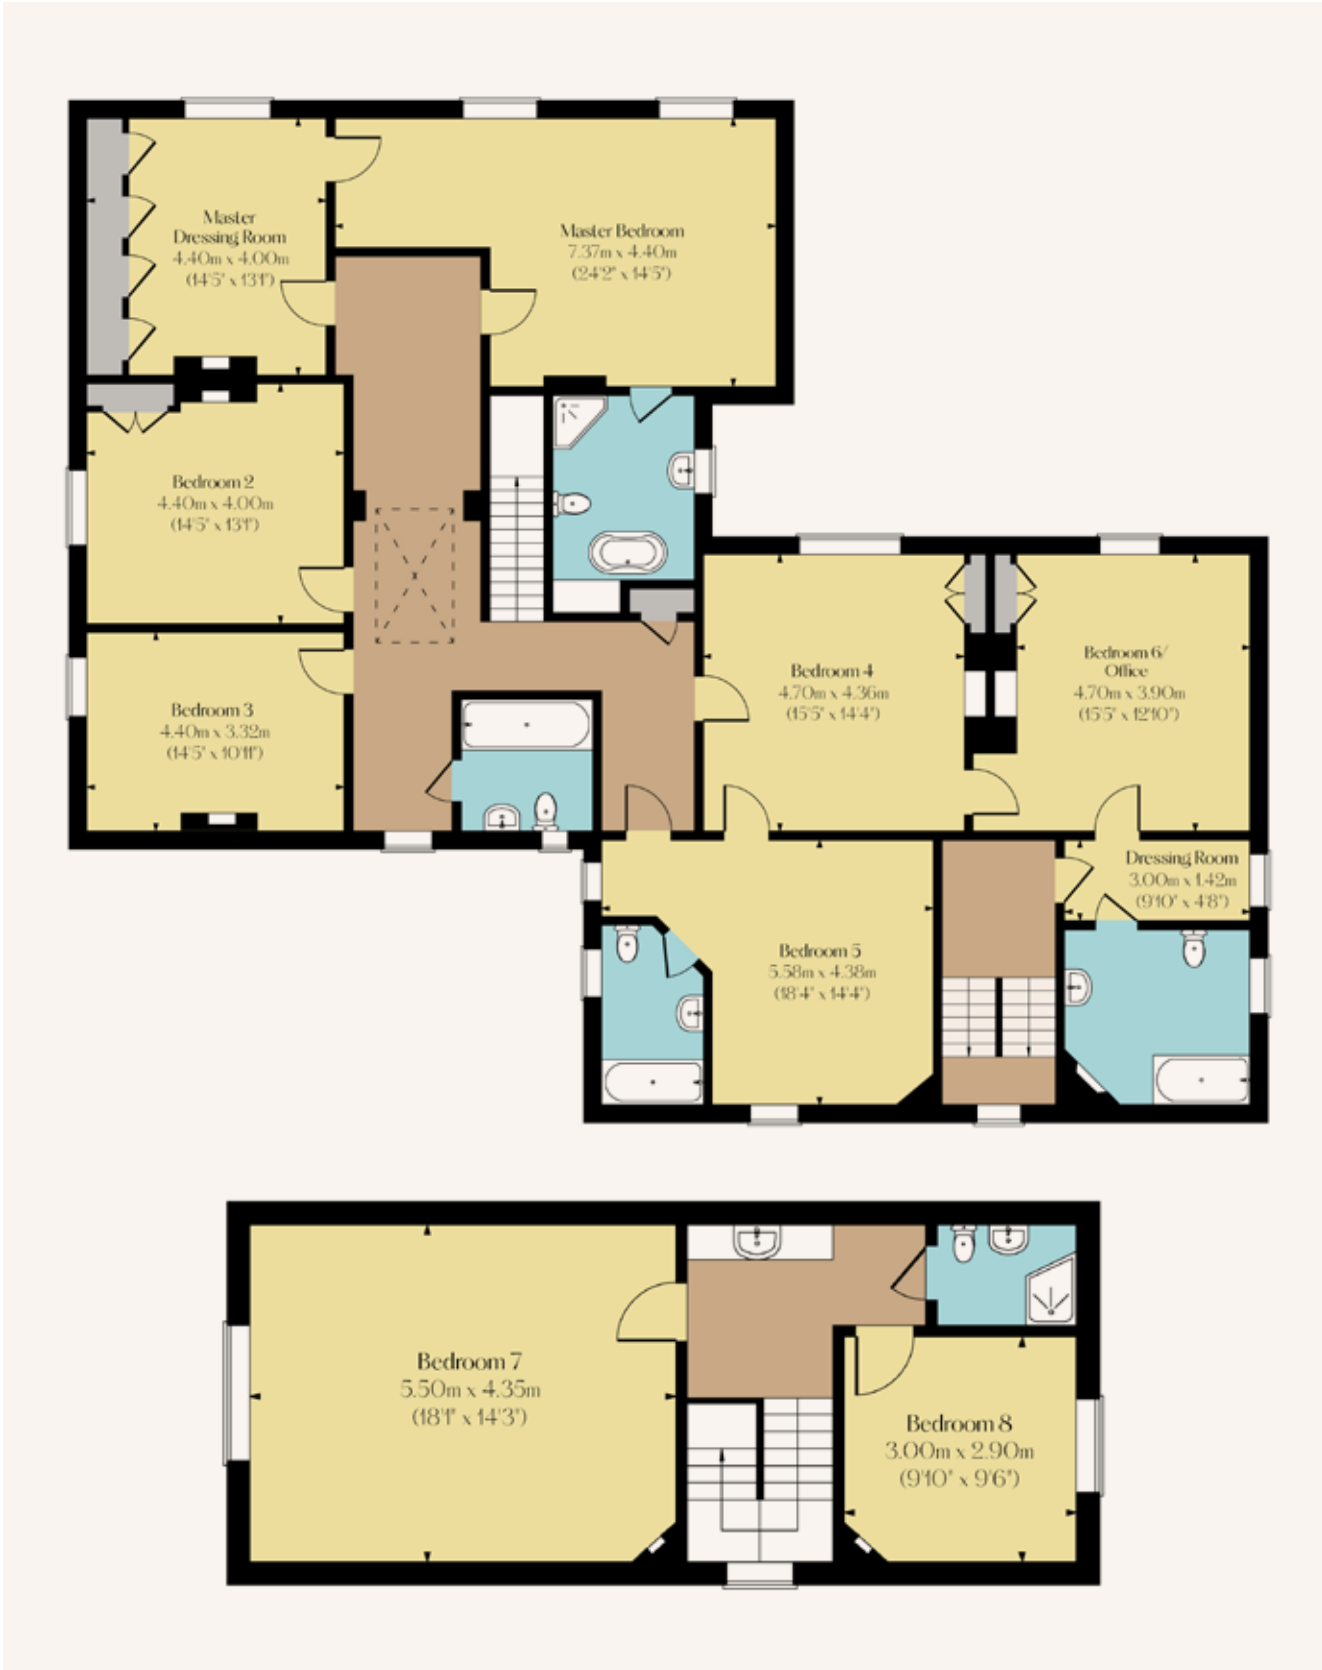 Master
Dressing Room
4.40m x 4.00m
(14'5" x 13'1")
Master Bedroom
7.37m x 4.40m
(24'2" x 14'5")
Bedroom 2
4.40m x 4.00m
(14'5" x 13'1")
Bedroom 3
4.40m x 3.32m
(14'5" x 10'11")
Bedroom 4
4.70m x 4.36m
(15'5" x 14'4")
Bedroom 6/
Office
4.70m x 3.90m
(15'5" x 12'10")
Dressing Room
3.00m x 1.42m
(9'10" x 4'8")
Bedroom 5
5.58m x 4.38m
(18'4" x 14'4")
Bedroom 7
5.50m x 4.35m
(18'1" x 14'3")
Bedroom 8
3.00m x 2.90m
(9'10" x 9'6")